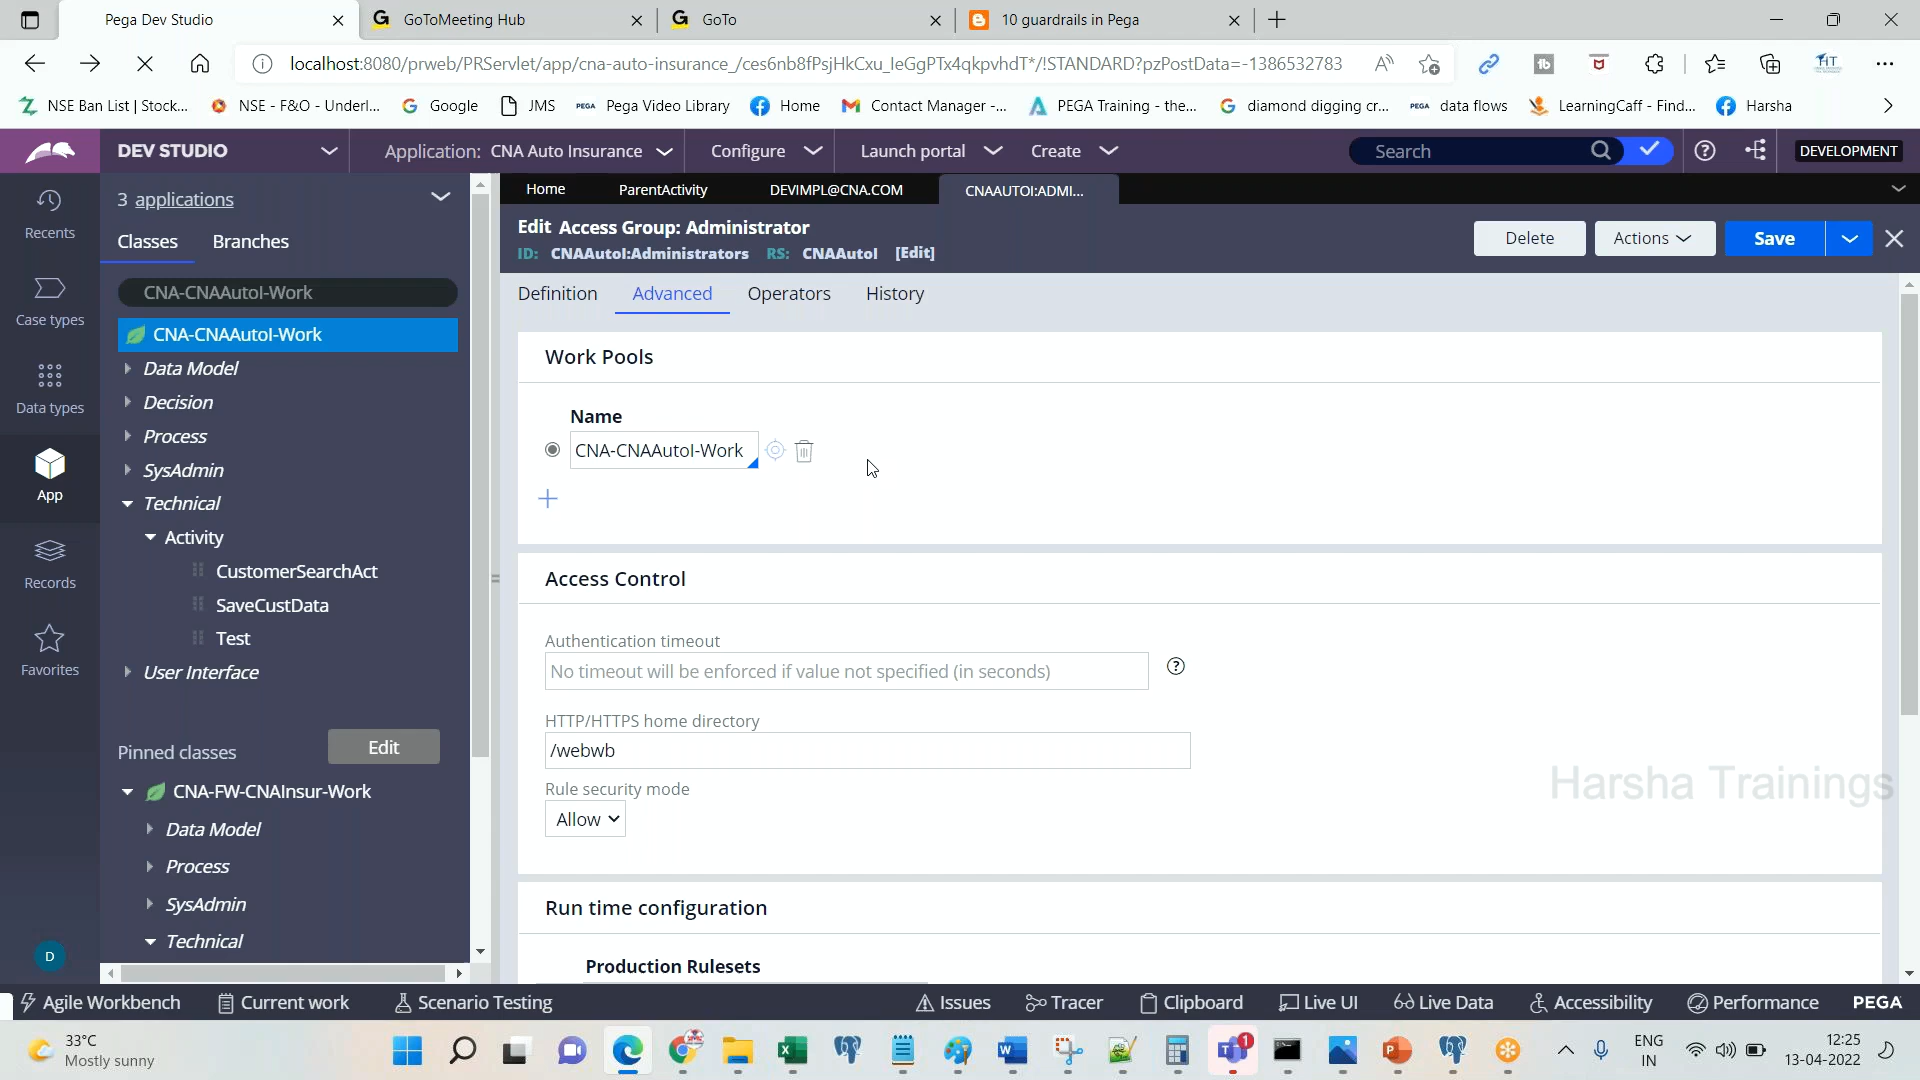 Pega Dev Studio
GoToMeeting Hub
GoTo
10 guardrails in Pega
localhost:8080/prweb/PRServlet/app/cna-auto-insurance_/ces6nb8fPsjHkCxu_leGgPTx4qkpvhdT*/!STANDARD?pzPostData=-1386532783
NSE Ban List | Stock...
NSE - F&O - Underl...
Google
JMS
Pega Video Library
Home
Contact Manager -...
PEGA Training - the...
diamond digging cr...
data flows
LearningCaff - Find...
Harsha
DEV STUDIO
Application: CNA Auto Insurance
Configure
Launch portal
Create
Search
DEVELOPMENT
Recents
Case types
Data types
App
Records
Favorites
D
3 applications
Classes
Branches
CNA-CNAAutoI-Work
CNA-CNAAutoI-Work
Data Model
Decision
Process
SysAdmin
Technical
Activity
CustomerSearchAct
SaveCustData
Test
User Interface
Pinned classes
Edit
CNA-FW-CNAInsur-Work
Data Model
Process
SysAdmin
Technical
Home
ParentActivity
DEVIMPL@CNA.COM
CNAAUTOI:ADMI...
Edit Access Group: Administrator
ID: CNAAutoI:Administrators RS: CNAAutoI [Edit]
Delete
Actions
Save
Definition
Advanced
Operators
History
Work Pools
Name
CNA-CNAAutoI-Work
Access Control
Authentication timeout
No timeout will be enforced if value not specified (in seconds)
HTTP/HTTPS home directory
/webwb
Rule security mode
Allow
Harsha Trainings
Run time configuration
Production Rulesets
Agile Workbench
Current work
Scenario Testing
Issues
Tracer
Clipboard
Live UI
Live Data
Accessibility
Performance
PEGA
33°C
Mostly sunny
1
ENG
IN
12:25
13-04-2022